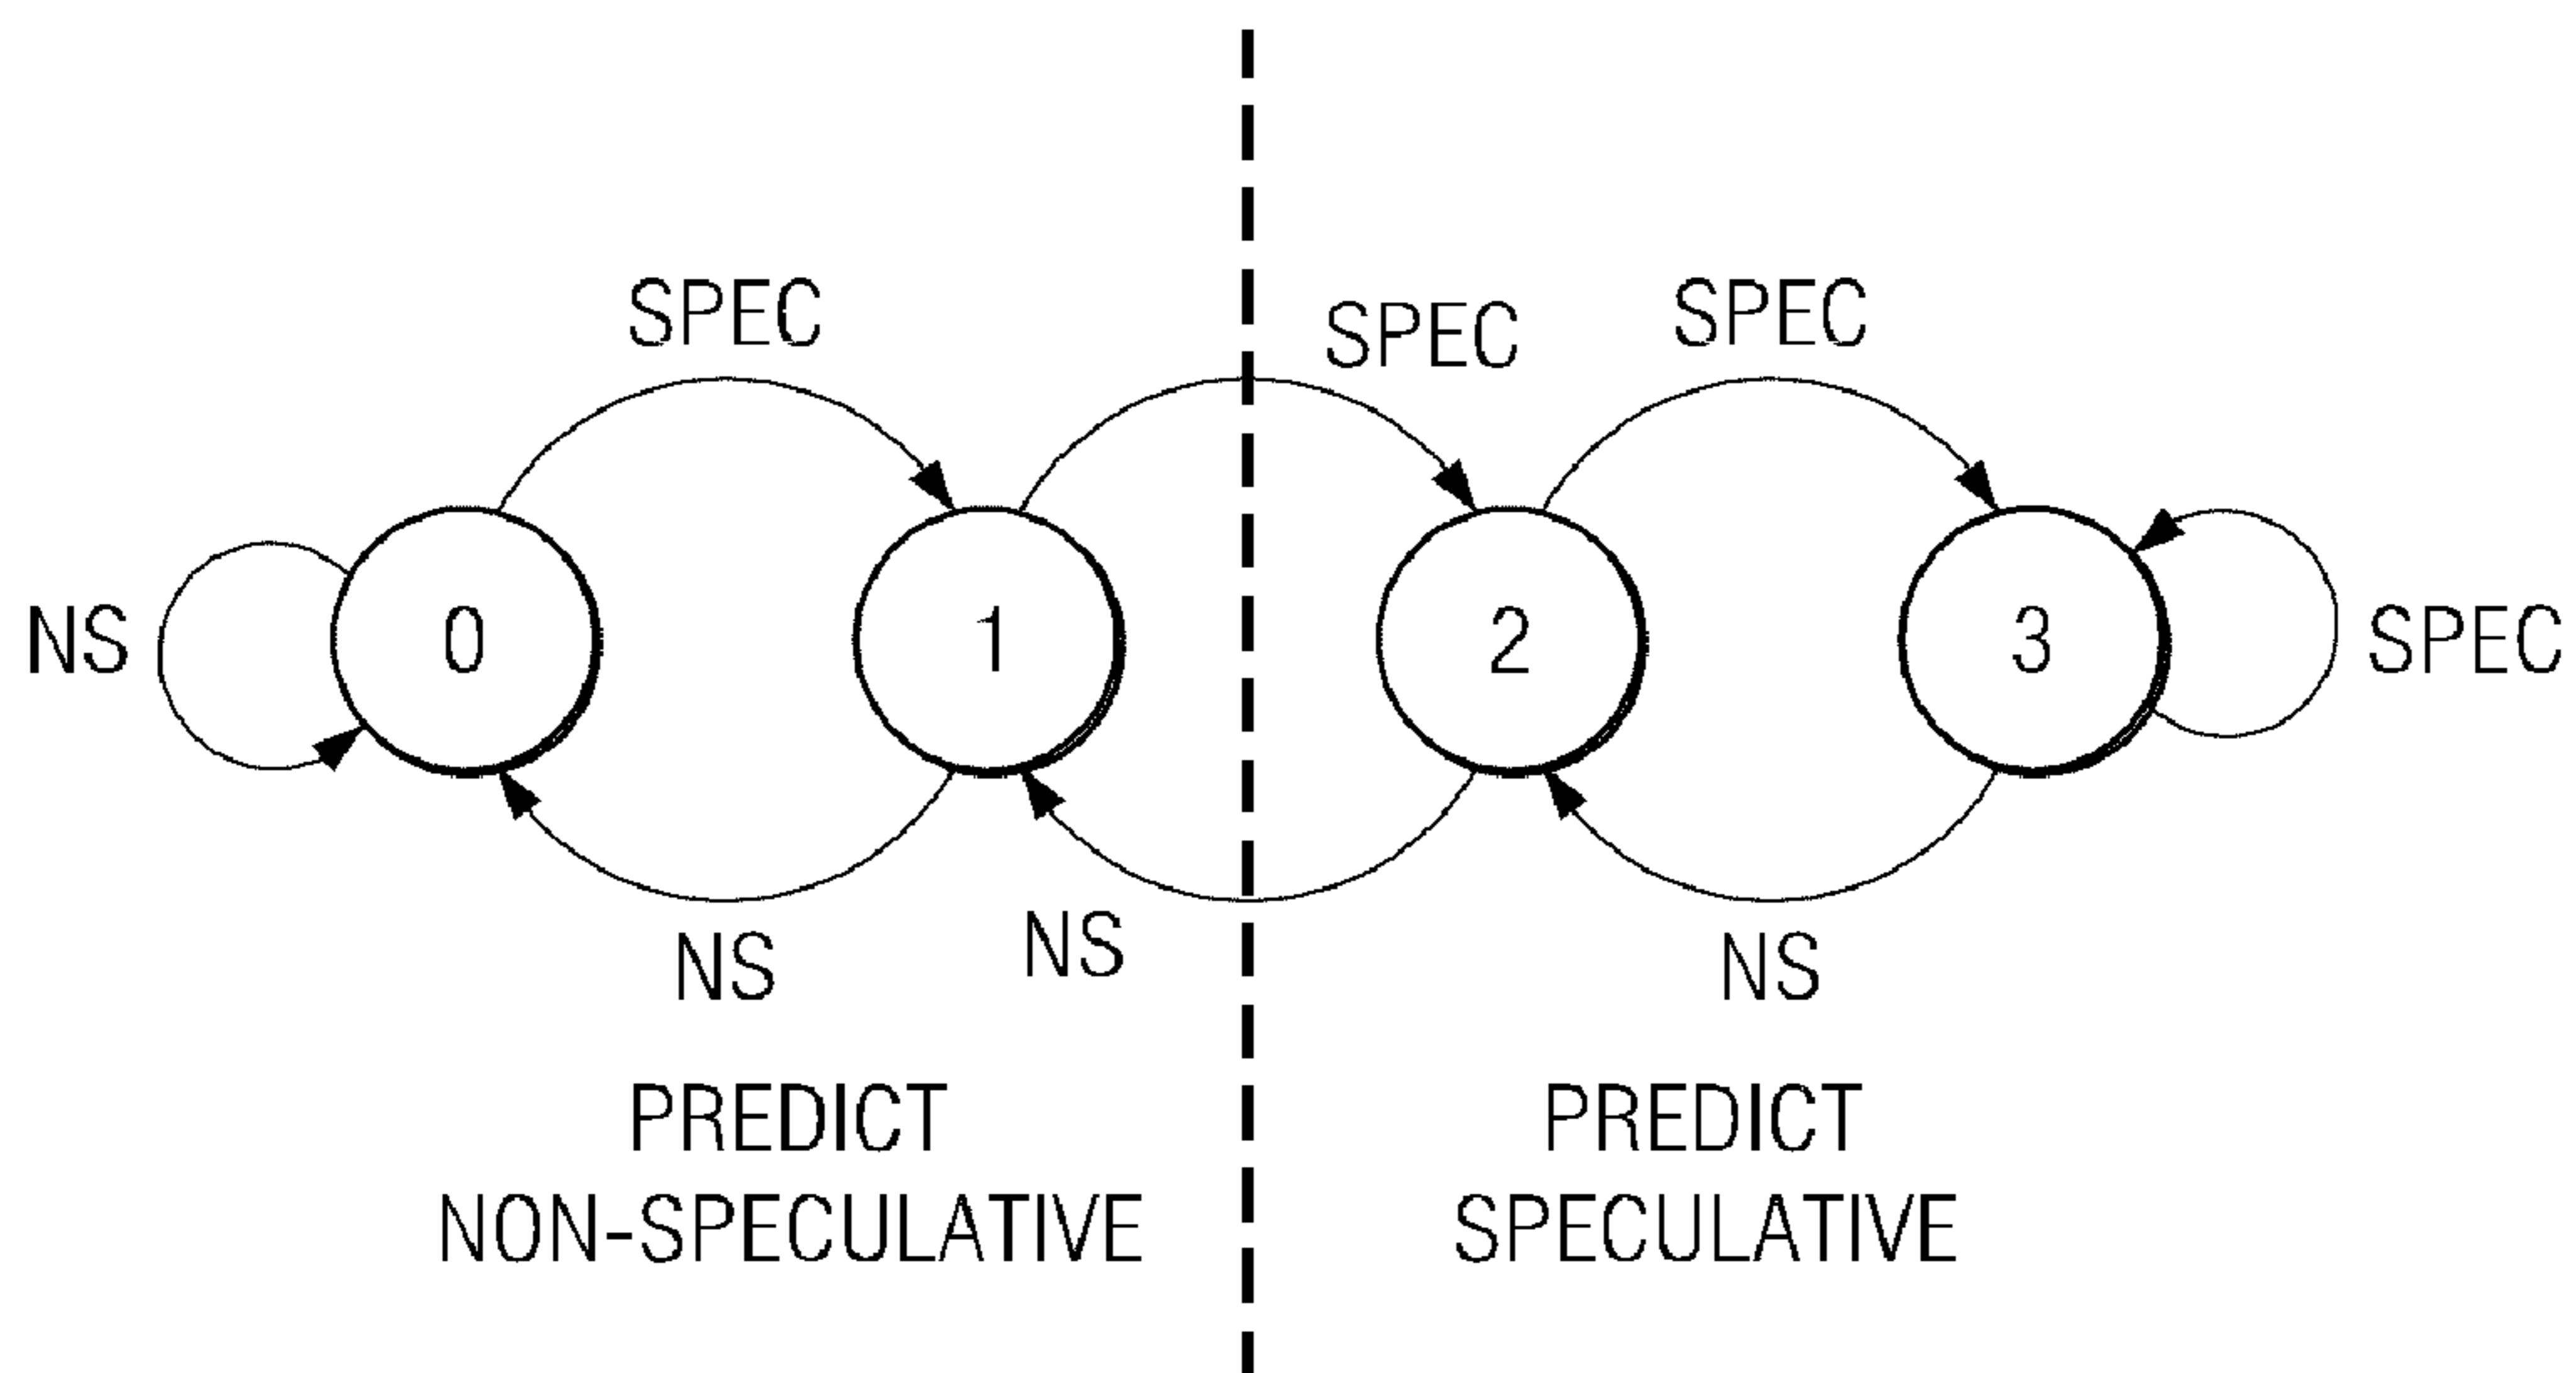 SPEC
SPEC
SPEC
NS
0
1
2
3
SPEC
NS
NS
NS
PREDICT
NON-SPECULATIVE
PREDICT
SPECULATIVE